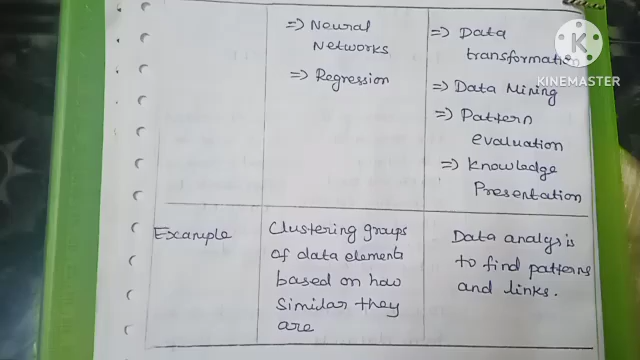 ⇒ Neural
Networks
⇒ Regression
⇒ Data
transformatio
⇒ Data Mining
⇒ Pattern
evaluation
⇒ Knowledge
Presentation
Example
Clustering groups
of data elements
based on how
similar they
are
Data analysis
to find patterns
and links.
KINEMASTER